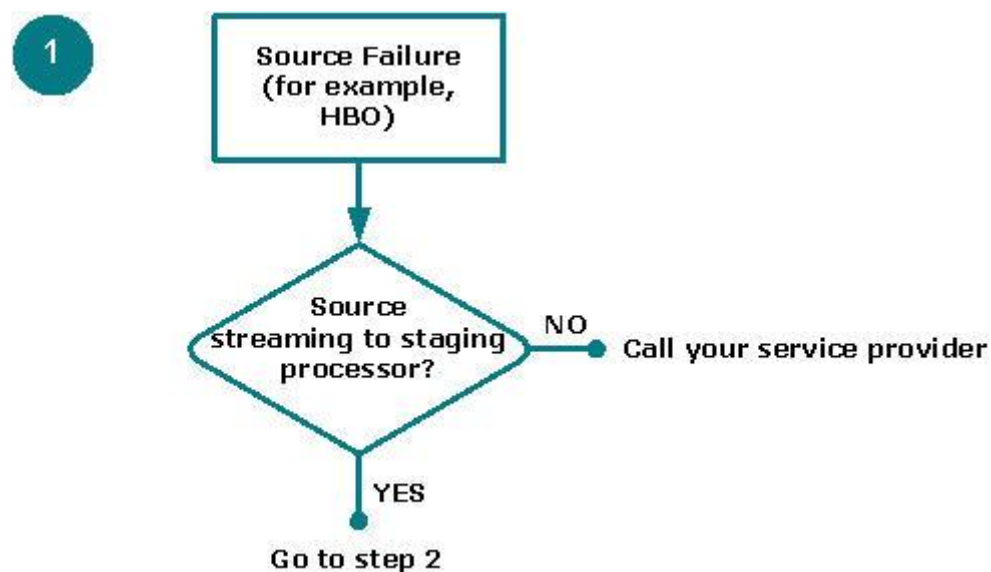 1
Source Failure
(for example,
HBO)
Source
streaming to staging
processor?
NO
Call your service provider
YES
Go to step 2